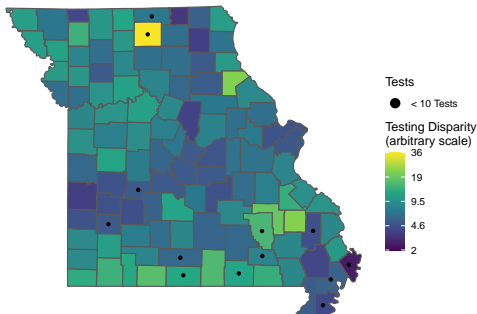 Tests
< 10 Tests
Testing Disparity
(arbitrary scale)
36
19
9.5
4.6
2